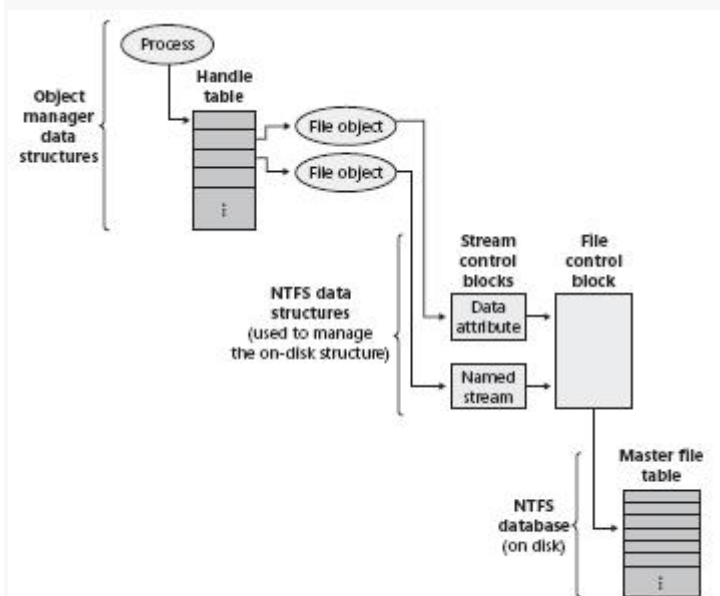 Process
Handle
table
Object
manager
data
structures
File object
File object
⋮
Stream
control
blocks
File
control
block
NTFS data
structures
(used to manage
the on-disk structure)
Data
attribute
Named
stream
Master file
table
NTFS
database
(on disk)
⋮